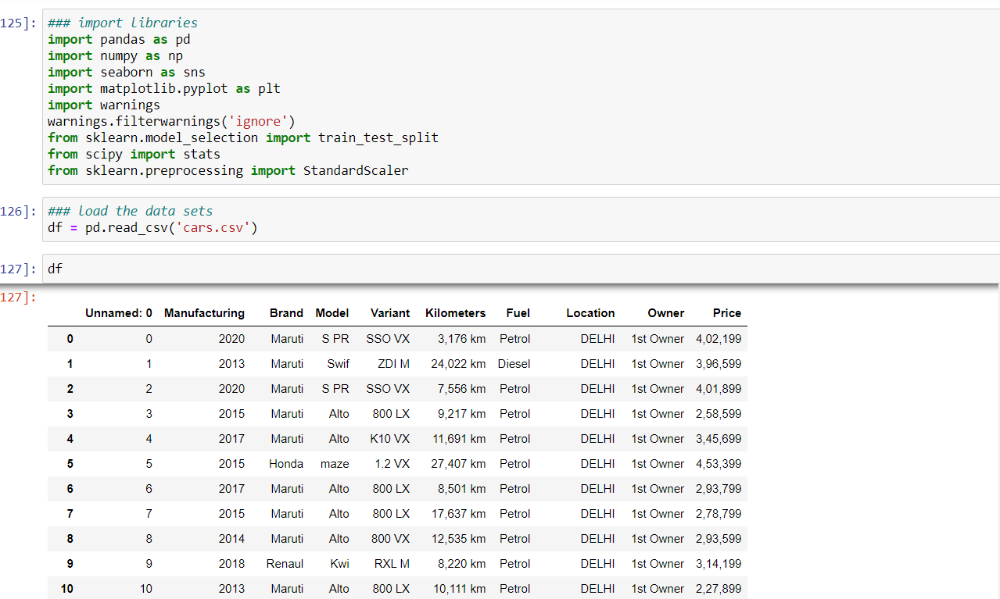 125]: ### import libraries
import pandas as pd
import numpy as np
import seaborn as sns
import matplotlib.pyplot as plt
import warnings
warnings.filterwarnings('ignore')
from sklearn.model_selection import train_test_split
from scipy import stats
from sklearn.preprocessing import StandardScaler
126]: ### load the data sets
df = pd.read_csv('cars.csv')
127]: df
127]:
Unnamed: 0 Manufacturing Brand Model Variant Kilometers Fuel Location Owner Price
0 0 2020 Maruti S PR SSO VX 3,176 km Petrol DELHI 1st Owner 4,02,199
1 1 2013 Maruti Swif ZDI M 24,022 km Diesel DELHI 1st Owner 3,96,599
2 2 2020 Maruti S PR SSO VX 7,556 km Petrol DELHI 1st Owner 4,01,899
3 3 2015 Maruti Alto 800 LX 9,217 km Petrol DELHI 1st Owner 2,58,599
4 4 2017 Maruti Alto K10 VX 11,691 km Petrol DELHI 1st Owner 3,45,699
5 5 2015 Honda maze 1.2 VX 27,407 km Petrol DELHI 1st Owner 4,53,399
6 6 2017 Maruti Alto 800 LX 8,501 km Petrol DELHI 1st Owner 2,93,799
7 7 2015 Maruti Alto 800 LX 17,637 km Petrol DELHI 1st Owner 2,78,799
8 8 2014 Maruti Alto 800 VX 12,535 km Petrol DELHI 1st Owner 2,93,599
9 9 2018 Renaul Kwi RXL M 8,220 km Petrol DELHI 1st Owner 3,14,199
10 10 2013 Maruti Alto 800 LX 10,111 km Petrol DELHI 1st Owner 2,27,899